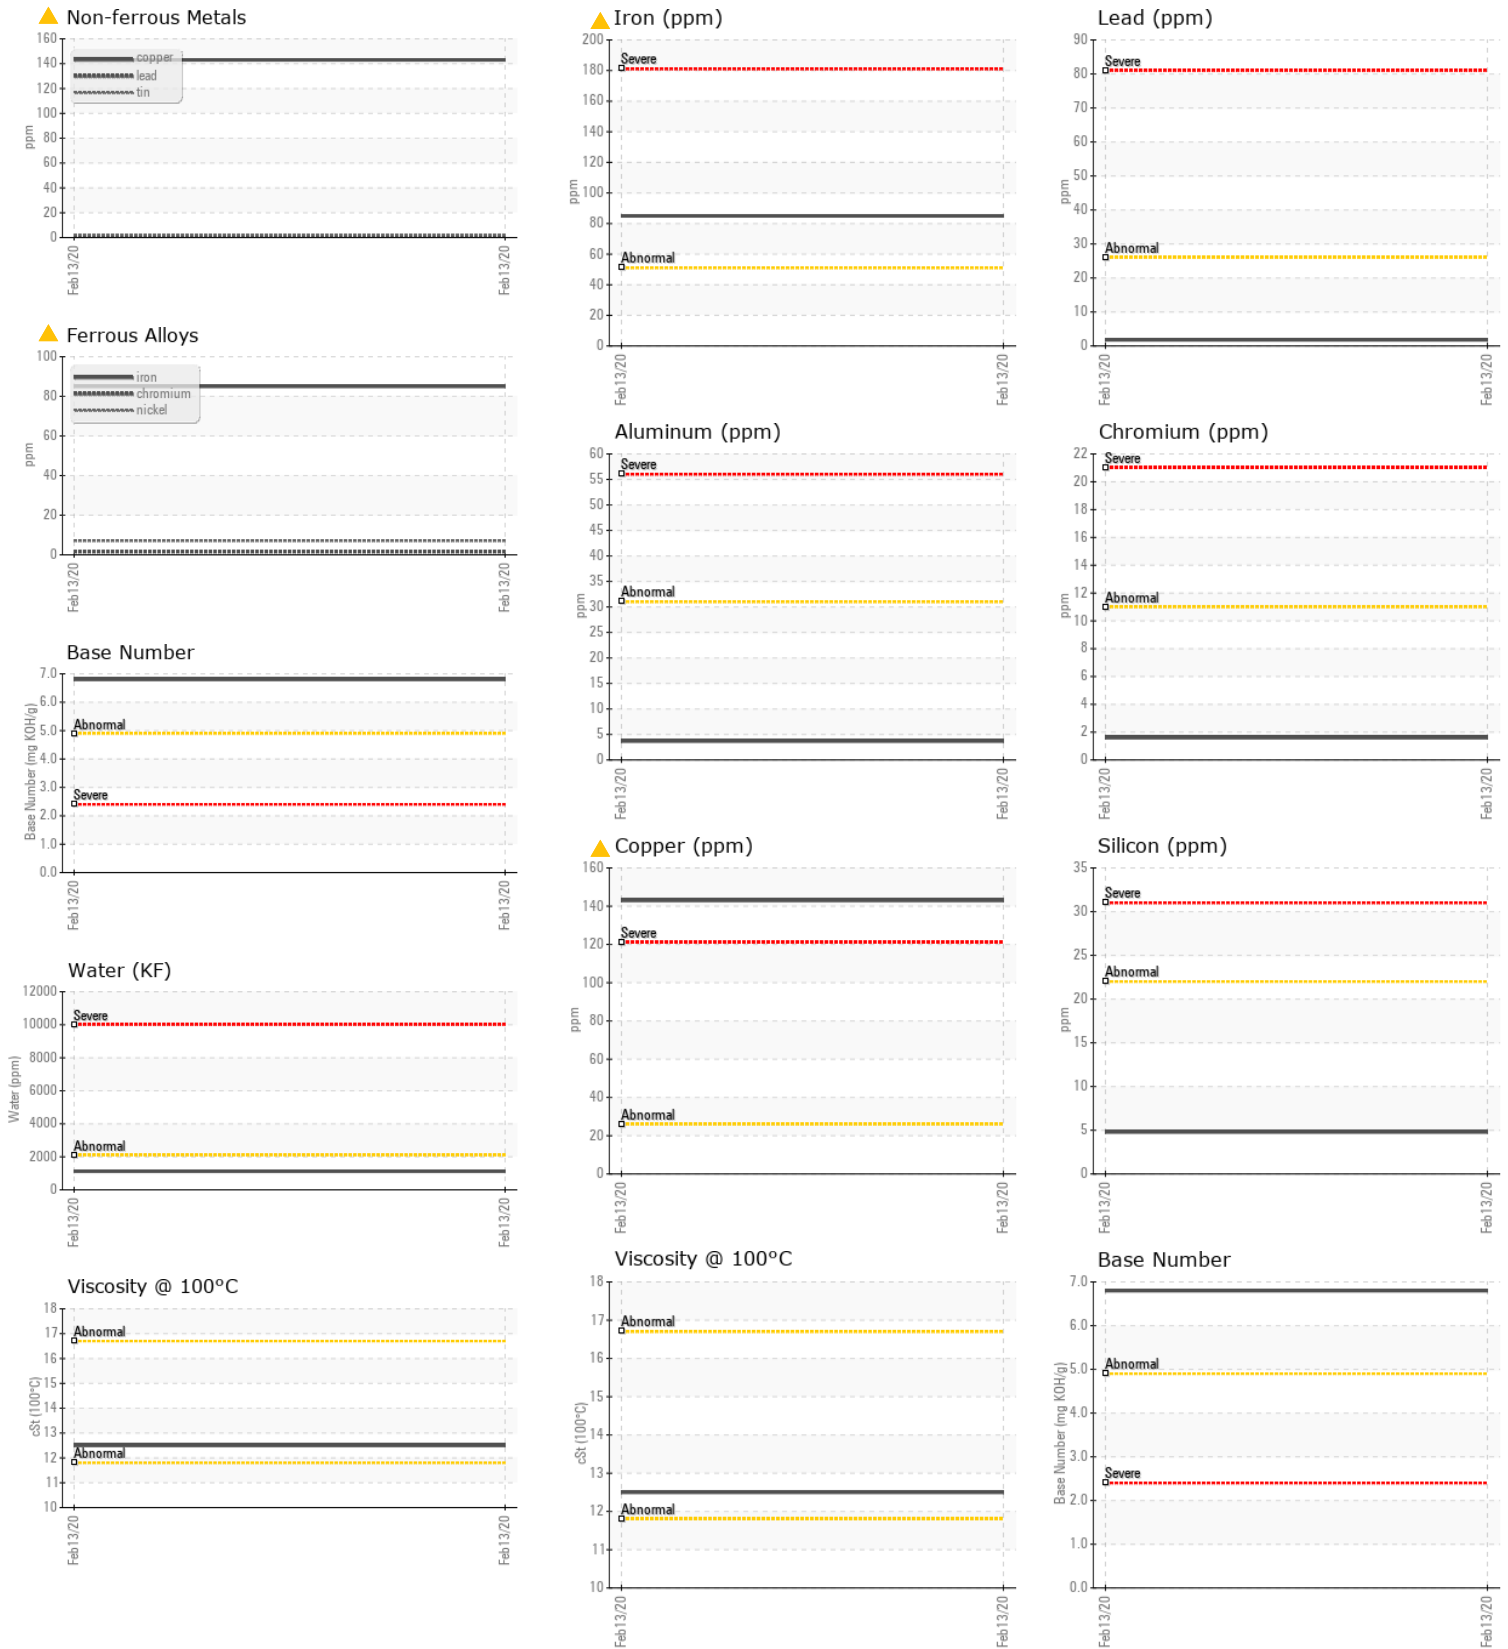 Non-ferrous Metals
160
140
120
100
80
60
40
20
0
ppm
copper
lead
tin
Feb13/20
Feb13/20
Ferrous Alloys
100
80
60
40
20
0
ppm
iron
chromium
nickel
Feb13/20
Feb13/20
Base Number
7.0
6.0
5.0
4.0
3.0
2.0
1.0
0.0
Base Number (mg KOH/g)
Abnormal
Severe
Feb13/20
Feb13/20
Water (KF)
12000
10000
8000
6000
4000
2000
0
Water (ppm)
Severe
Abnormal
Feb13/20
Feb13/20
Viscosity @ 100°C
18
17
16
15
14
13
12
11
10
cSt (100°C)
Abnormal
Abnormal
Feb13/20
Feb13/20
Iron (ppm)
200
180
160
140
120
100
80
60
40
20
0
ppm
Severe
Abnormal
Feb13/20
Feb13/20
Aluminum (ppm)
60
55
50
45
40
35
30
25
20
15
10
5
0
ppm
Severe
Abnormal
Feb13/20
Feb13/20
Copper (ppm)
160
140
120
100
80
60
40
20
0
ppm
Severe
Abnormal
Feb13/20
Feb13/20
Viscosity @ 100°C
18
17
16
15
14
13
12
11
10
cSt (100°C)
Abnormal
Abnormal
Feb13/20
Feb13/20
Lead (ppm)
90
80
70
60
50
40
30
20
10
0
ppm
Severe
Abnormal
Feb13/20
Feb13/20
Chromium (ppm)
22
20
18
16
14
12
10
8
6
4
2
0
ppm
Severe
Abnormal
Feb13/20
Feb13/20
Silicon (ppm)
35
30
25
20
15
10
5
0
ppm
Severe
Abnormal
Feb13/20
Feb13/20
Base Number
7.0
6.0
5.0
4.0
3.0
2.0
1.0
0.0
Base Number (mg KOH/g)
Abnormal
Severe
Feb13/20
Feb13/20